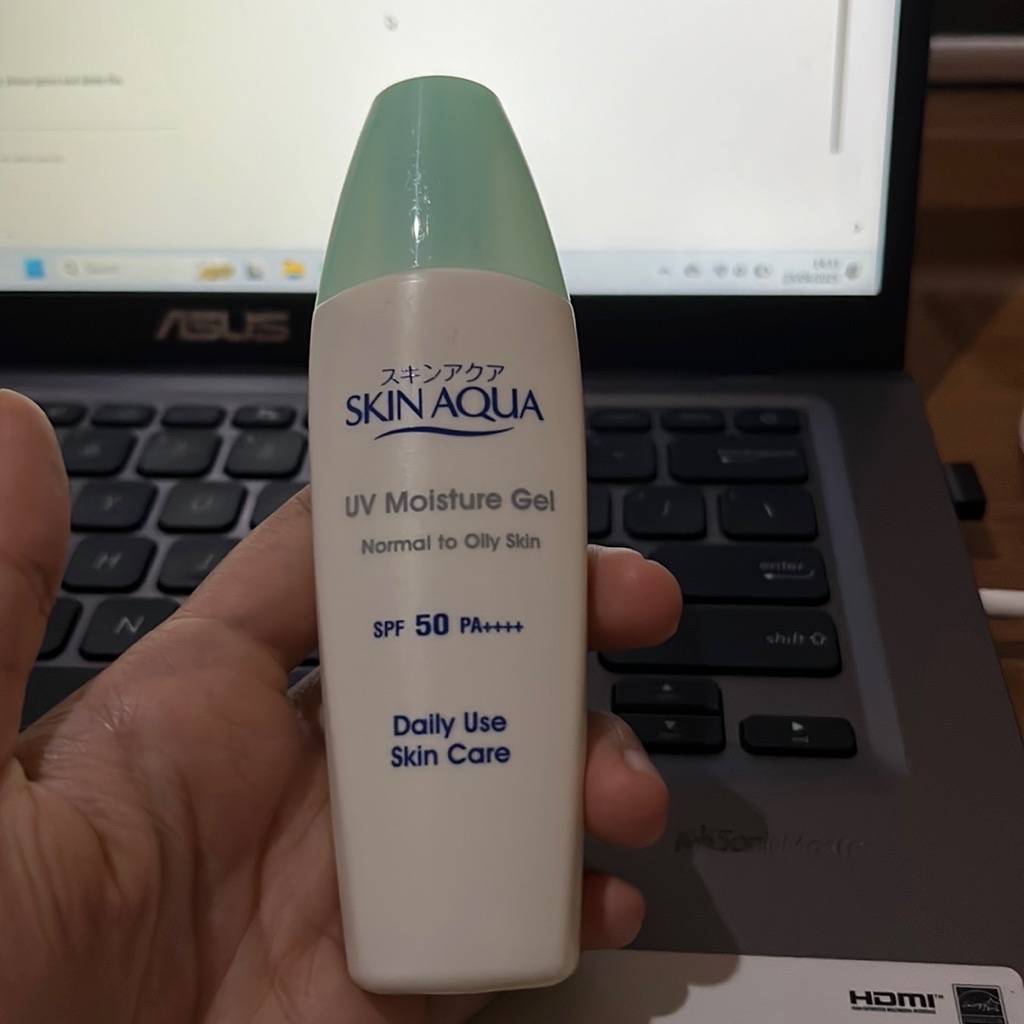 ASUS
スキンアクア
SKIN AQUA
UV Moisture Gel
Normal to Oily Skin
SPF 50 PA++++
Daily Use
Skin Care
N
enter
shift
HDMI